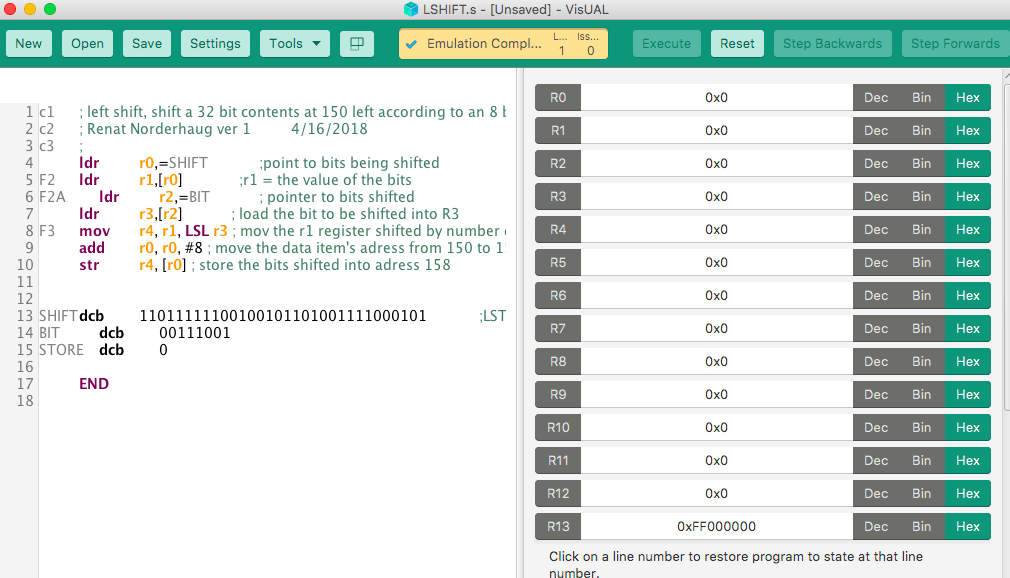 LSHIFT.s - [Unsaved] - VisUAL
New Open Save Settings Tools Emulation Compl... L... 1 Iss... 0 Execute Reset Step Backwards Step Forwards
1 c1 ; left shift, shift a 32 bit contents at 150 left according to an 8
2 c2 ; Renat Norderhaug ver 1 4/16/2018
3 c3 ;
4 ldr r0,=SHIFT ;point to bits being shifted
5 F2 ldr r1,[r0] ;r1 = the value of the bits
6 F2A ldr r2,=BIT ; pointer to bits shifted
7 ldr r3,[r2] ; load the bit to be shifted into R3
8 F3 mov r4, r1, LSL r3 ; mov the r1 register shifted by number
9 add r0, r0, #8 ; move the data item's adress from 150 to
10 str r4, [r0] ; store the bits shifted into adress 158
11
12
13 SHIFT dcb 11011111100100101101001111000101 ;LST
14 BIT dcb 00111001
15 STORE dcb 0
16
17 END
18
R0 0x0 Dec Bin Hex
R1 0x0 Dec Bin Hex
R2 0x0 Dec Bin Hex
R3 0x0 Dec Bin Hex
R4 0x0 Dec Bin Hex
R5 0x0 Dec Bin Hex
R6 0x0 Dec Bin Hex
R7 0x0 Dec Bin Hex
R8 0x0 Dec Bin Hex
R9 0x0 Dec Bin Hex
R10 0x0 Dec Bin Hex
R11 0x0 Dec Bin Hex
R12 0x0 Dec Bin Hex
R13 0xFF000000 Dec Bin Hex
Click on a line number to restore program to state at that line
number.